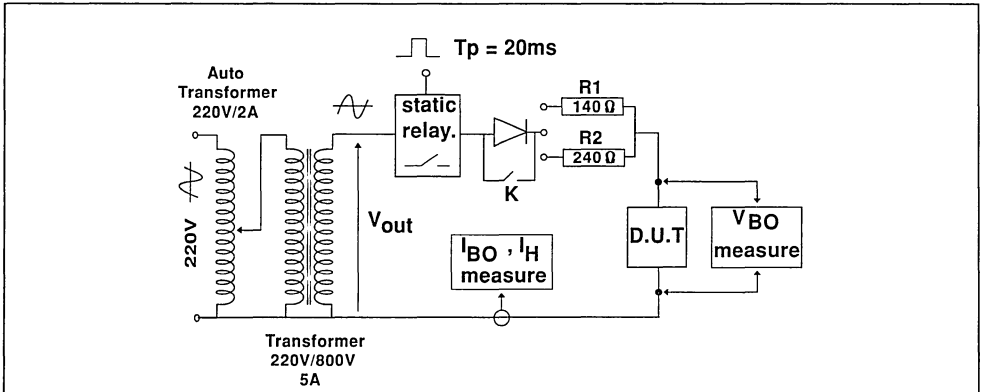 Tp = 20ms
Auto
Transformer
220V/2A
static
relay.
R1
140 Ω
R2
240 Ω
K
220V
Vout
IBO , IH
measure
D.U.T
VBO
measure
Transformer
220V/800V
5A